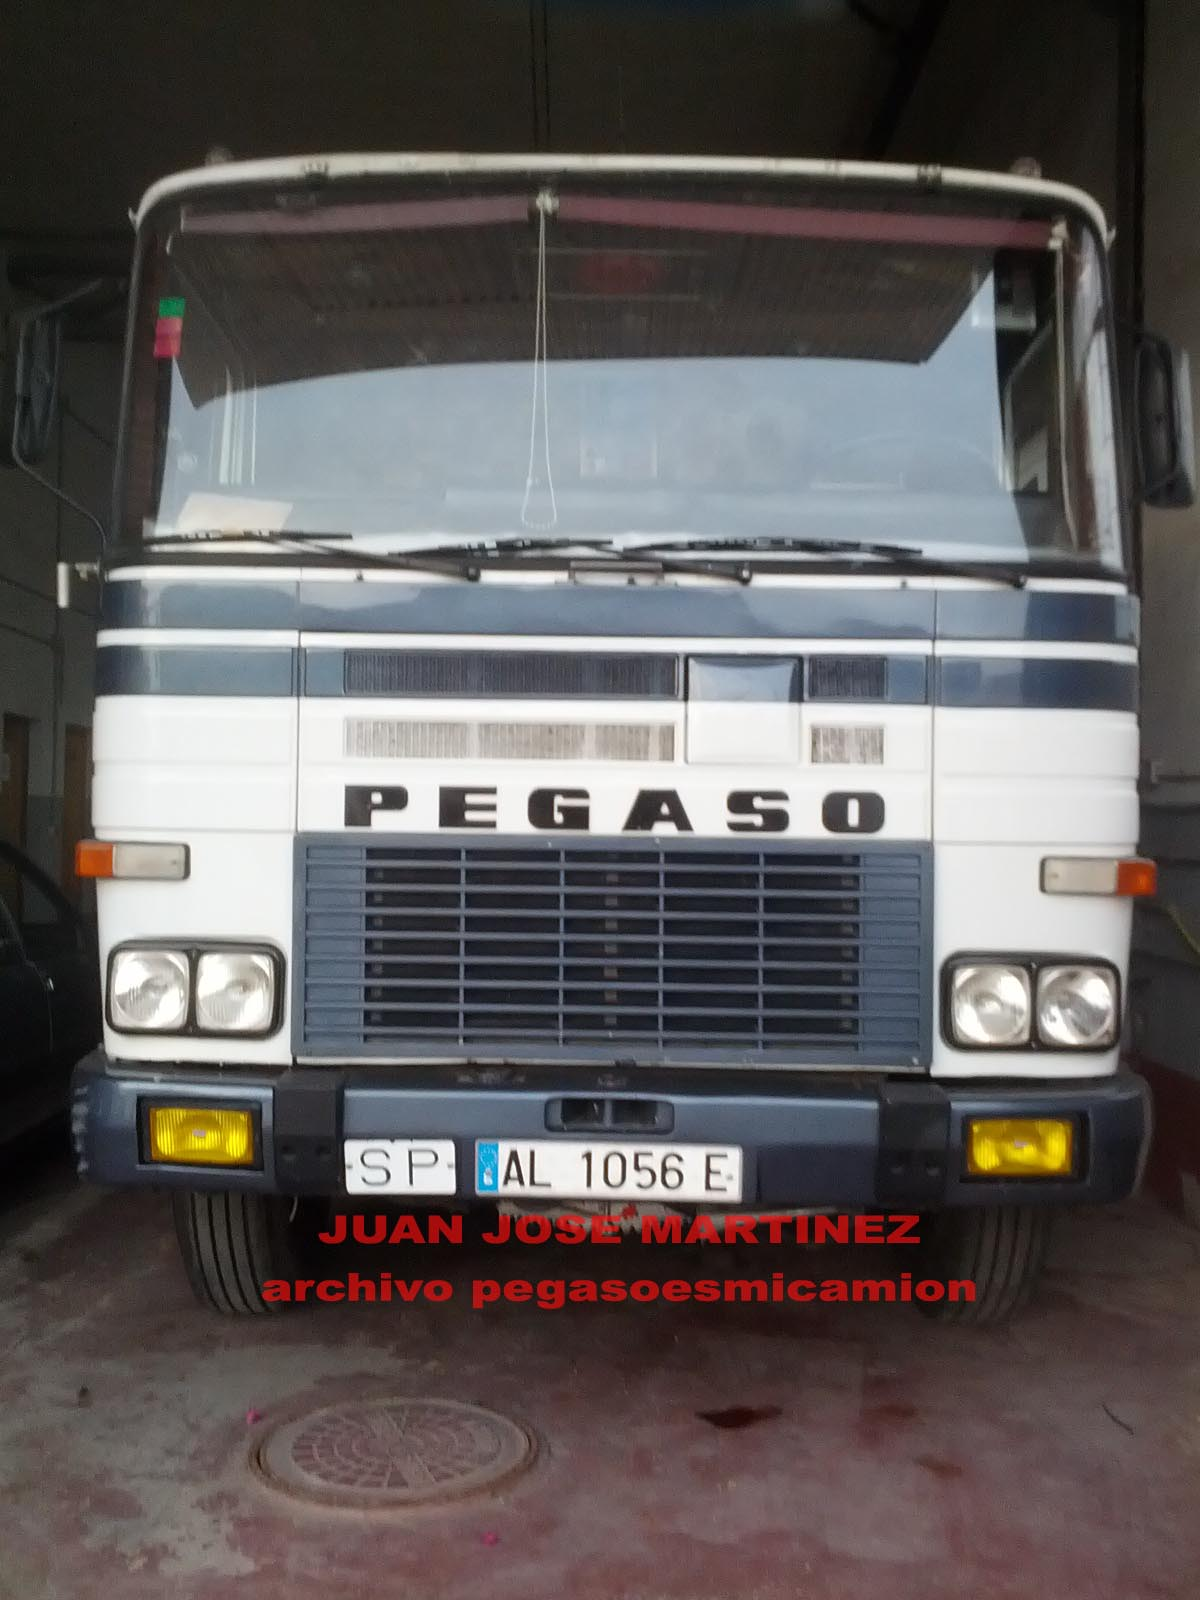 PEGASO
SP
AL 1056 E
JUAN JOSE MARTINEZ
archivo pegasoesmicamion